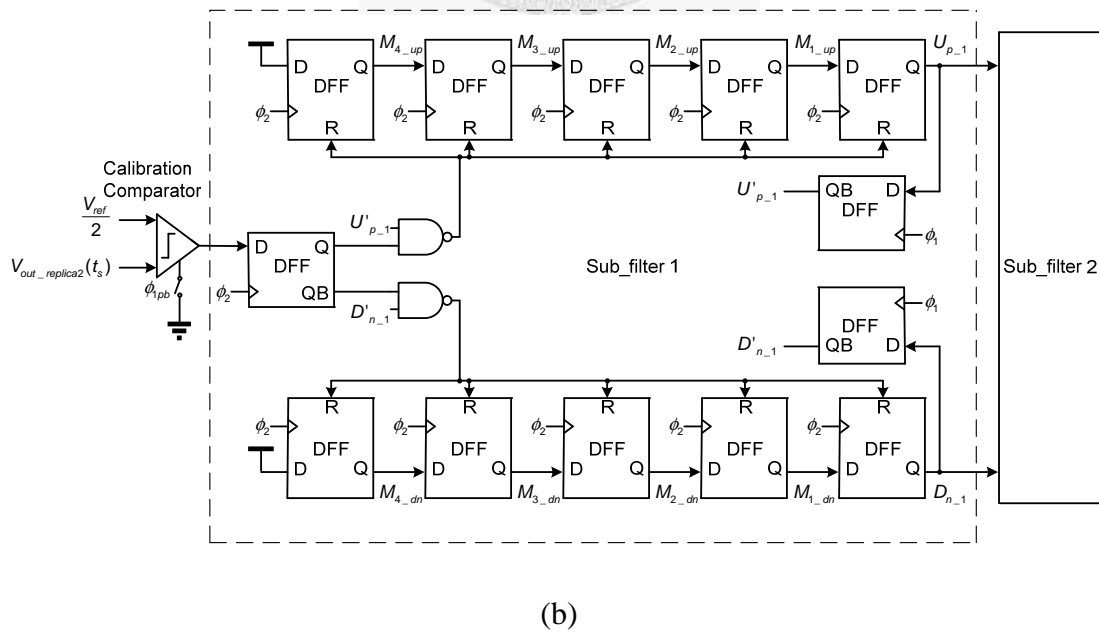 M4_up M3_up M2_up M1_up Up_1
D Q D Q D Q D Q D Q
DFF DFF DFF DFF DFF
ϕ2 ϕ2 ϕ2 ϕ2 ϕ2
R R R R R
Calibration
Comparator
Vref
2
Vout_replica2(ts)
ϕ1pb
D Q
DFF
ϕ2
QB
U'p_1
D'n_1
U'p_1
QB D
DFF
ϕ1
Sub_filter 1
Sub_filter 2
ϕ1
DFF
D'n_1
QB D
R R R R R
ϕ2 ϕ2 ϕ2 ϕ2 ϕ2
DFF DFF DFF DFF DFF
D Q D Q D Q D Q D Q
M4_dn M3_dn M2_dn M1_dn Dn_1
(b)